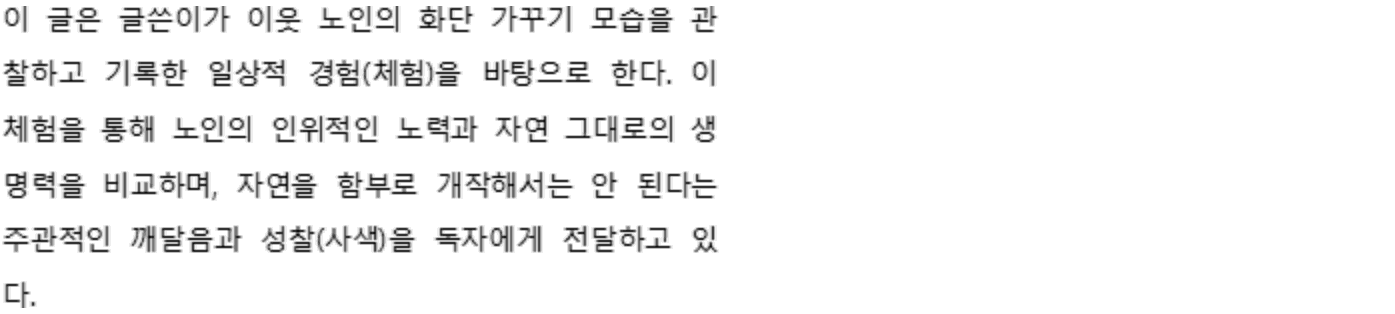 이 글은 글쓴이가 이웃 노인의 화단 가꾸기 모습을 관
찰하고 기록한 일상적 경험(체험)을 바탕으로 한다. 이
체험을 통해 노인의 인위적인 노력과 자연 그대로의 생
명력을 비교하며, 자연을 함부로 개작해서는 안 된다는
주관적인 깨달음과 성찰(사색)을 독자에게 전달하고 있
다.